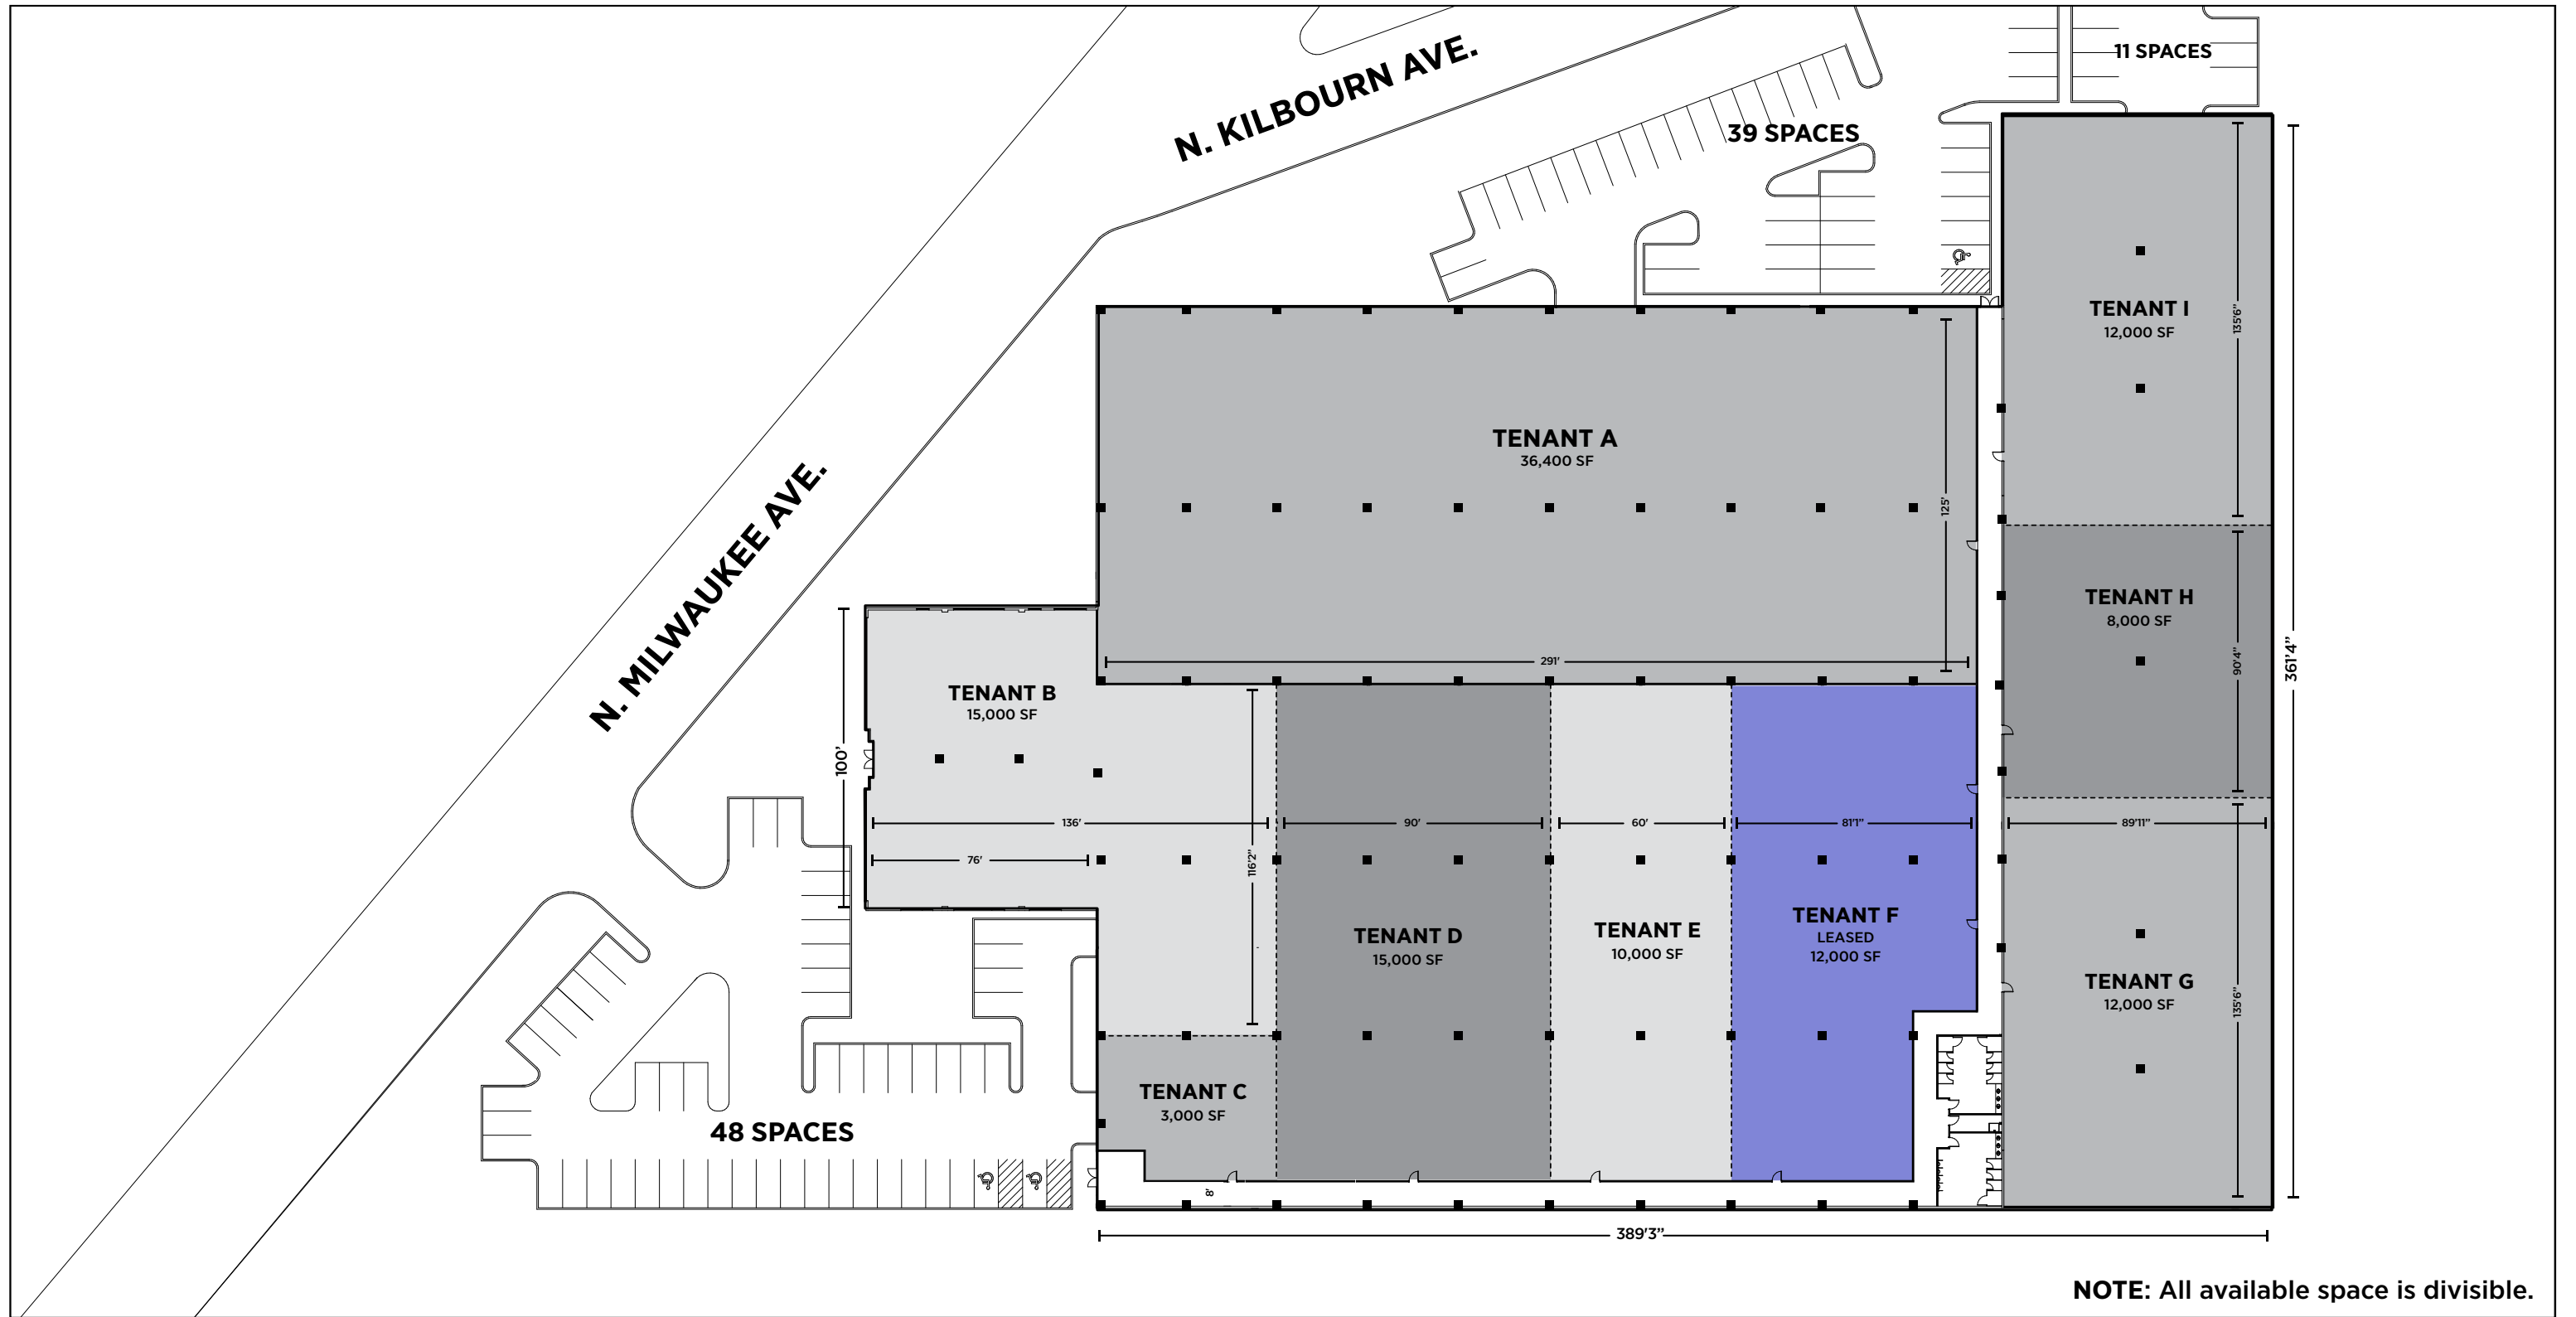 11 SPACES
N. KILBOURN AVE.
39 SPACES
TENANT I
12,000 SF
135'6"
TENANT A
36,400 SF
125'
291'
N. MILWAUKEE AVE.
TENANT H
8,000 SF
90'4"
361'4"
TENANT B
15,000 SF
100'
136'
76'
116'2"
90'
60'
81'1"
89'11"
TENANT D
15,000 SF
TENANT E
10,000 SF
TENANT F
LEASED
12,000 SF
TENANT G
12,000 SF
135'6"
TENANT C
3,000 SF
48 SPACES
8'
389'3"
NOTE: All available space is divisible.